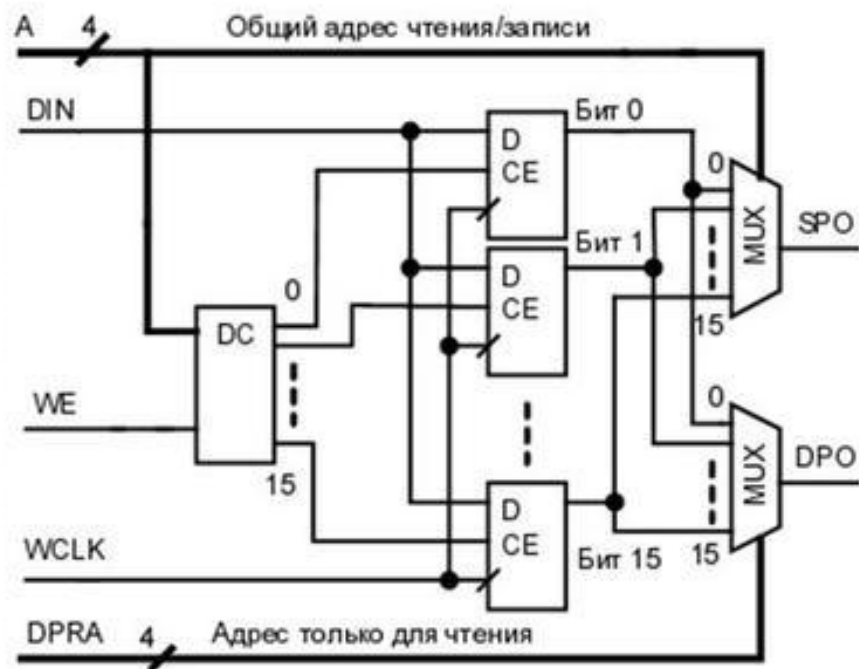 A 4 Общий адрес чтения/записи
DIN
D
CE
Бит 0
0
MUX
SPO
15
D
CE
Бит 1
DC
0
15
WE
0
MUX
DPO
15
D
CE
Бит 15
WCLK
DPRA 4 Адрес только для чтения